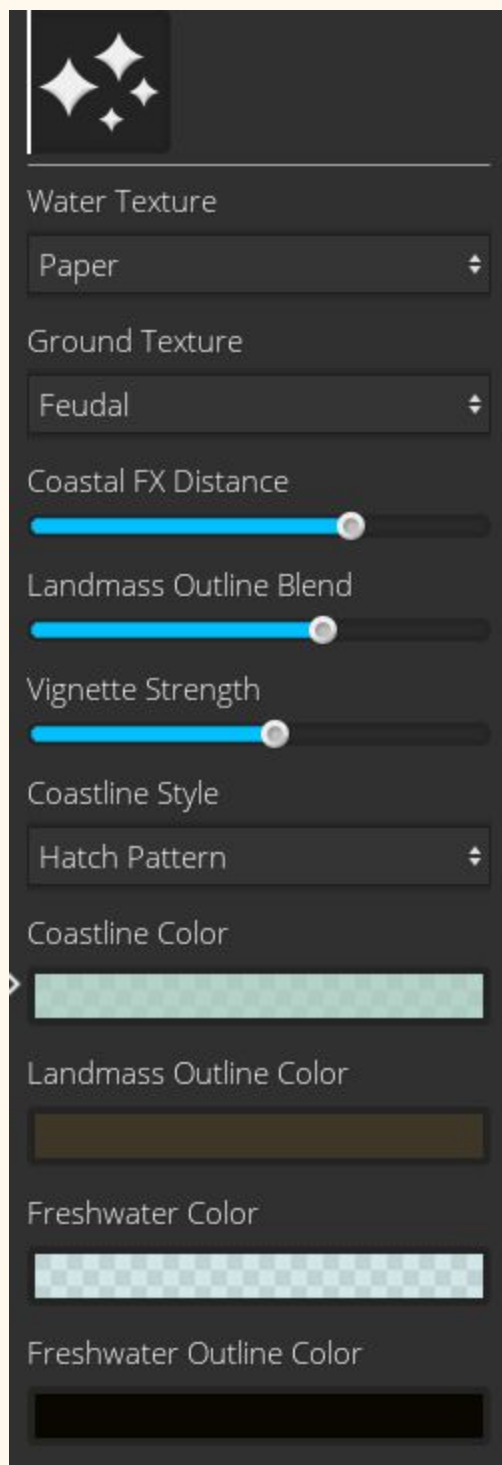 Water Texture
Paper
Ground Texture
Feudal
Coastal FX Distance
Landmass Outline Blend
Vignette Strength
Coastline Style
Hatch Pattern
Coastline Color
Landmass Outline Color
Freshwater Color
Freshwater Outline Color